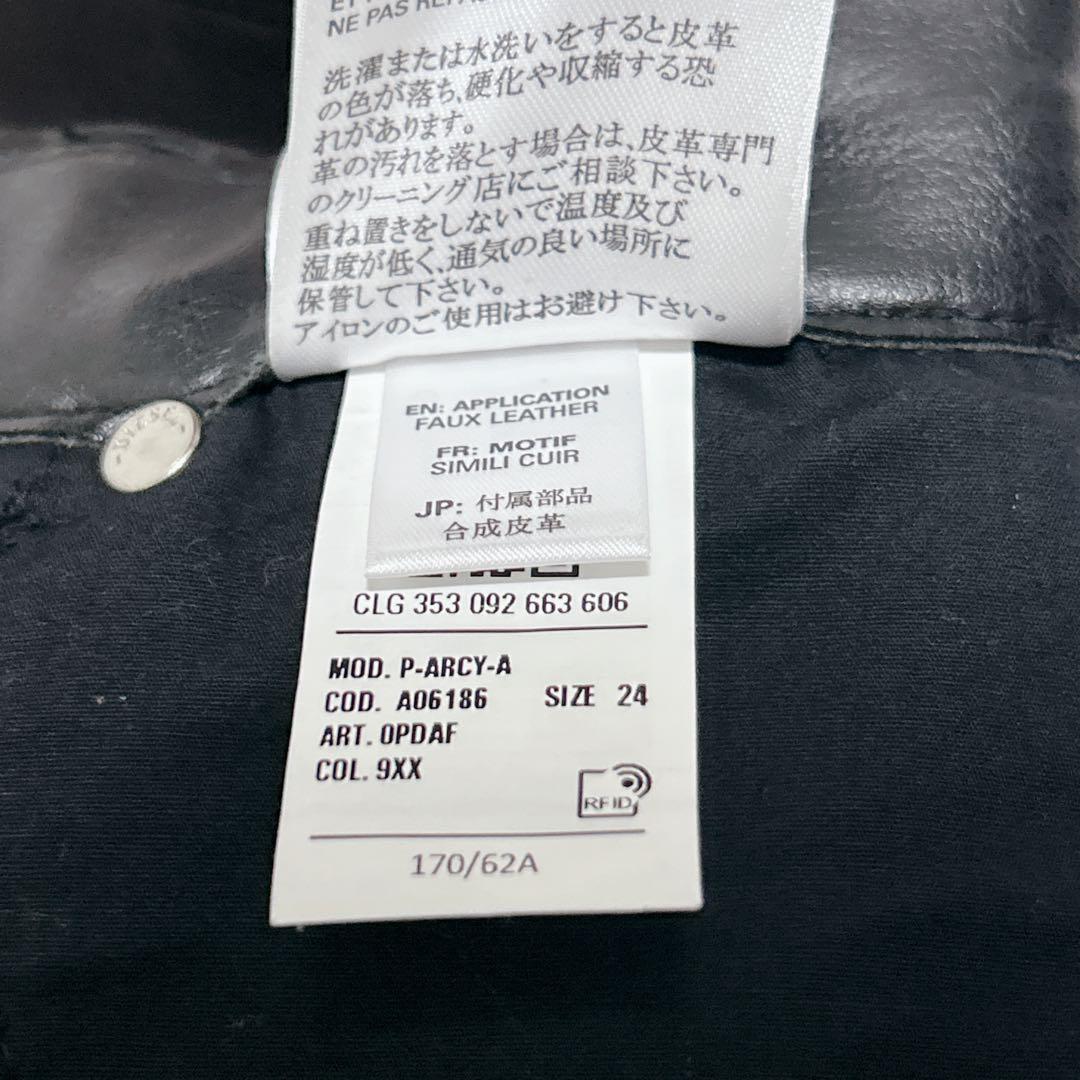 NE PAS
洗濯または水洗いをすると皮革
の色が落ち、硬化や収縮する恐
れがあります。
革の汚れを落とす場合は、皮革専門
のクリーニング店にご相談下さい。
重ね置きをしないで温度及び
湿度が低く、通気の良い場所に
保管して下さい。
アイロンのご使用はお避け下さい。
EN: APPLICATION
FAUX LEATHER
FR: MOTIF
SIMILI CUIR
JP: 付属部品
合成皮革
CLG 353 092 663 606
MOD. P-ARCY-A
COD. A06186 SIZE 24
ART. 0PDAF
COL. 9XX
RFID
170/62A